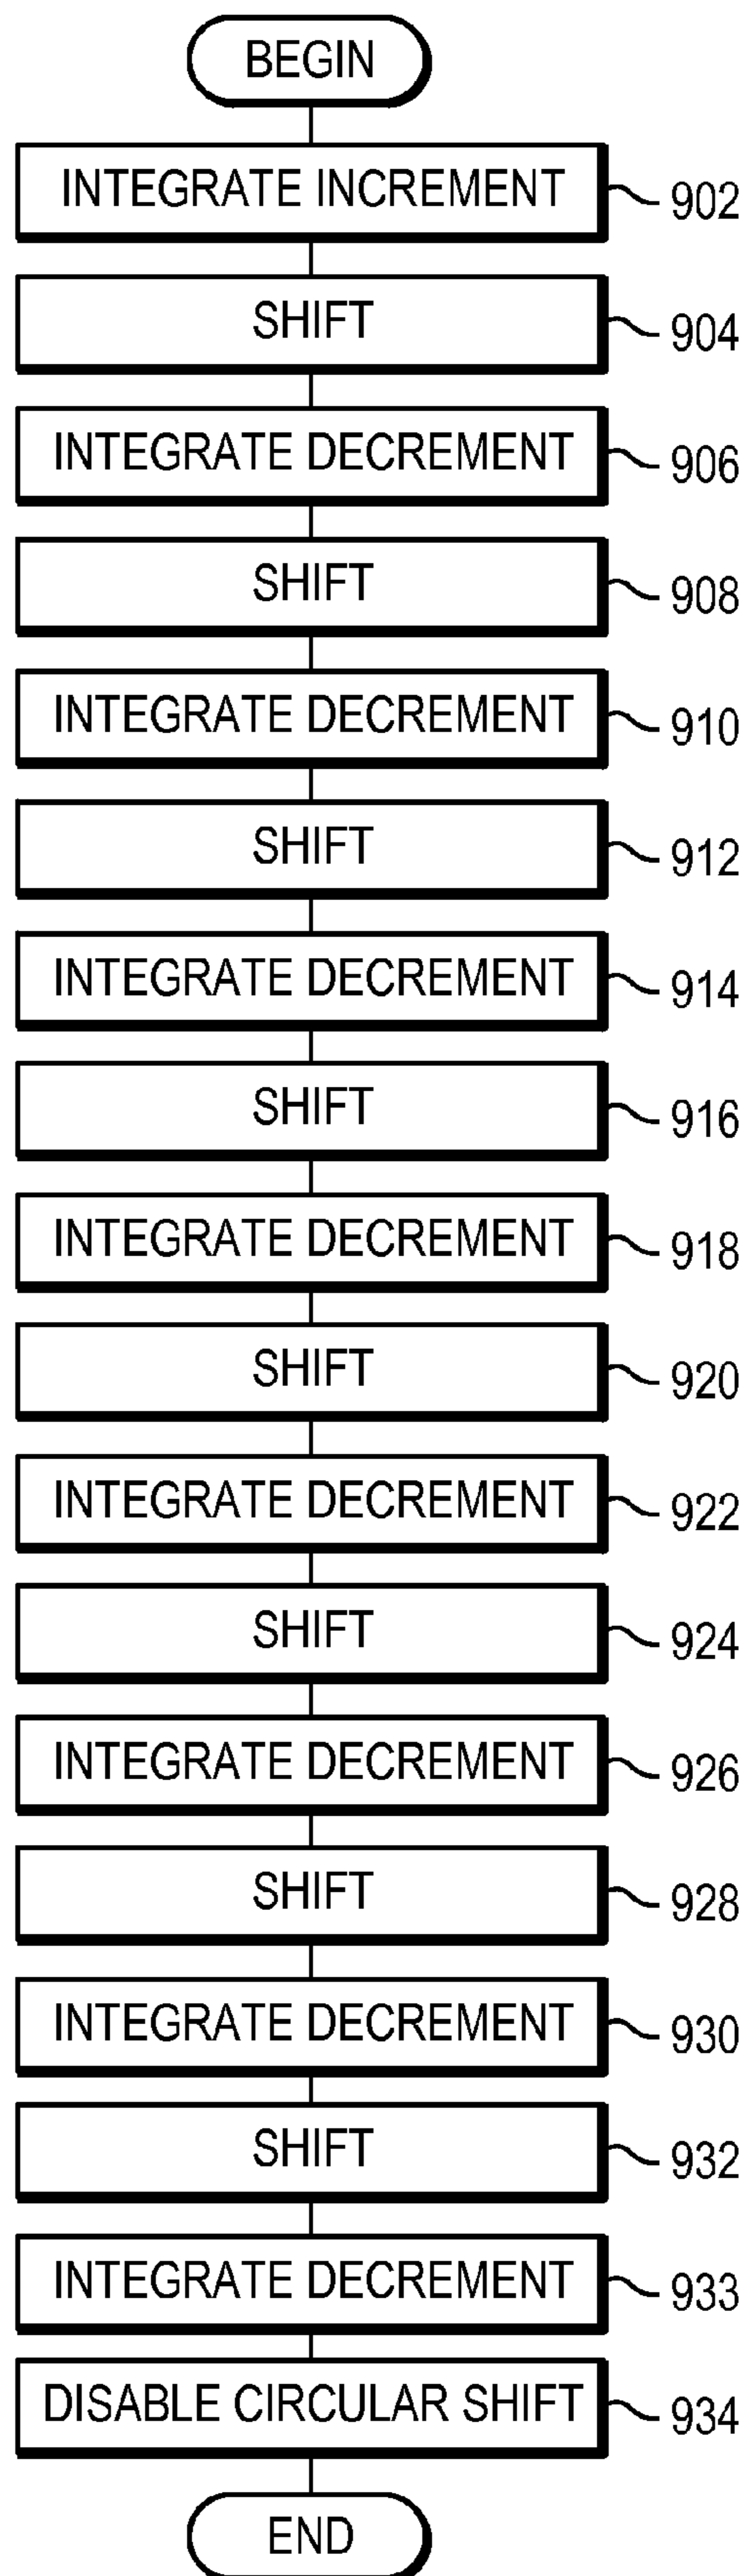 BEGIN
INTEGRATE INCREMENT 902
SHIFT 904
INTEGRATE DECREMENT 906
SHIFT 908
INTEGRATE DECREMENT 910
SHIFT 912
INTEGRATE DECREMENT 914
SHIFT 916
INTEGRATE DECREMENT 918
SHIFT 920
INTEGRATE DECREMENT 922
SHIFT 924
INTEGRATE DECREMENT 926
SHIFT 928
INTEGRATE DECREMENT 930
SHIFT 932
INTEGRATE DECREMENT 933
DISABLE CIRCULAR SHIFT 934
END